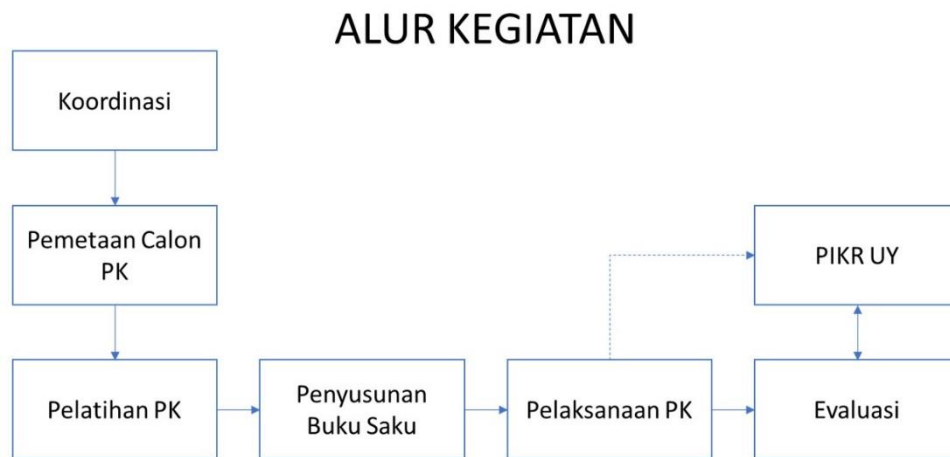 ALUR KEGIATAN
Koordinasi
Pemetaan Calon
PK
PIKR UY
Pelatihan PK
Penyusunan
Buku Saku
Pelaksanaan PK
Evaluasi